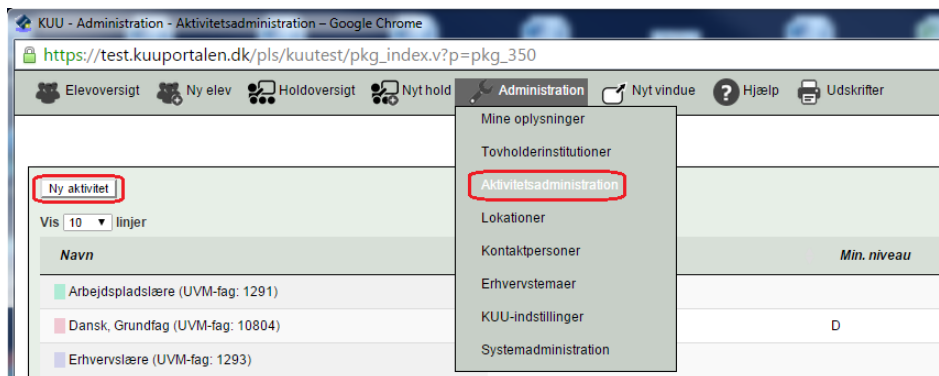 KUU - Administration - Aktivitetsadministration – Google Chrome
https://test.kuuportalen.dk/pls/kuutest/pkg_index.v?p=pkg_350
Elevoversigt Ny elev Holdoversigt Nyt hold Administration Nyt vindue Hjælp Udskrifter
Mine oplysninger
Tovholderinstitutioner
Aktivitetsadministration
Lokationer
Kontaktpersoner
Erhvervstemaer
KUU-indstillinger
Systemadministration
Ny aktivitet
Vis 10 linjer
Navn Min. niveau
Arbejdspladslære (UVM-fag: 1291)
Dansk, Grundfag (UVM-fag: 10804) D
Erhvervslære (UVM-fag: 1293)